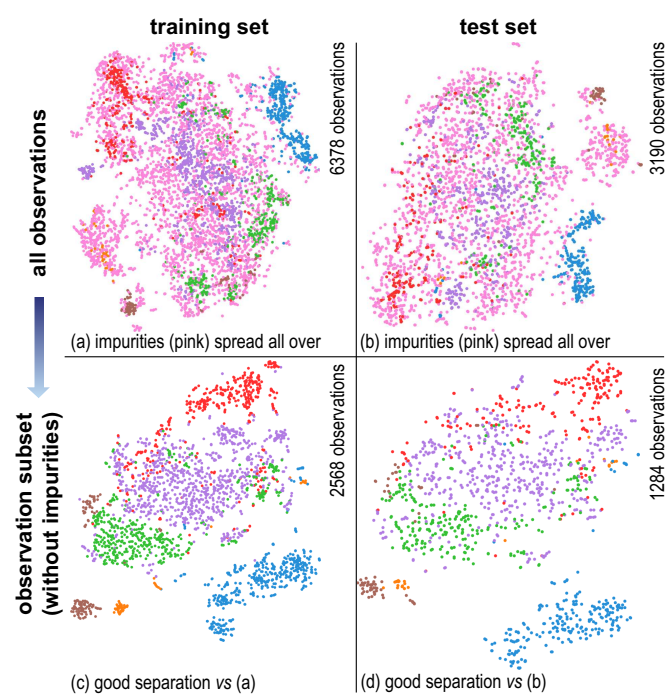 training set
test set
all observations
6378 observations
3190 observations
(a) impurities (pink) spread all over
(b) impurities (pink) spread all over
observation subset
(without impurities)
2568 observations
1284 observations
(c) good separation vs (a)
(d) good separation vs (b)